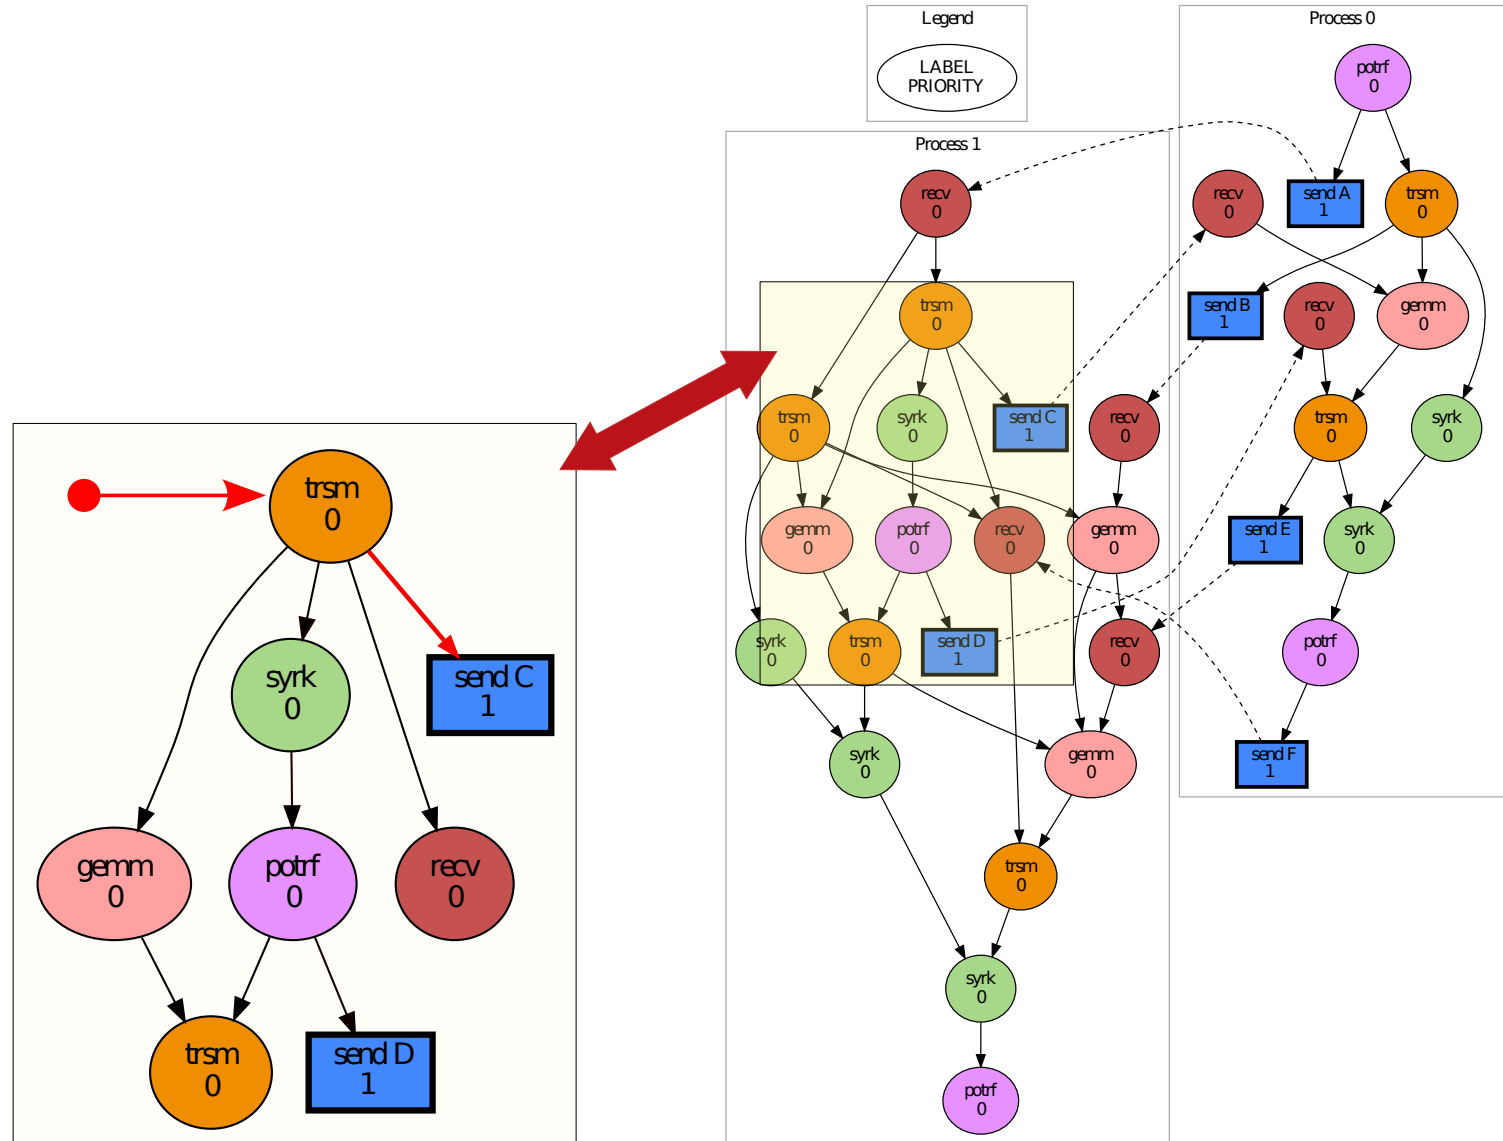 Legend
LABEL
PRIORITY
Process 0
potrf
0
recv
0
send A
1
trsm
0
send B
1
recv
0
gemm
0
trsm
0
syrk
0
send E
1
syrk
0
potrf
0
send F
1
Process 1
recv
0
trsm
0
trsm
0
syrk
0
send C
1
recv
0
gemm
0
potrf
0
recv
0
gemm
0
syrk
0
trsm
0
send D
1
recv
0
syrk
0
gemm
0
trsm
0
syrk
0
potrf
0
trsm
0
syrk
0
send C
1
gemm
0
potrf
0
recv
0
trsm
0
send D
1